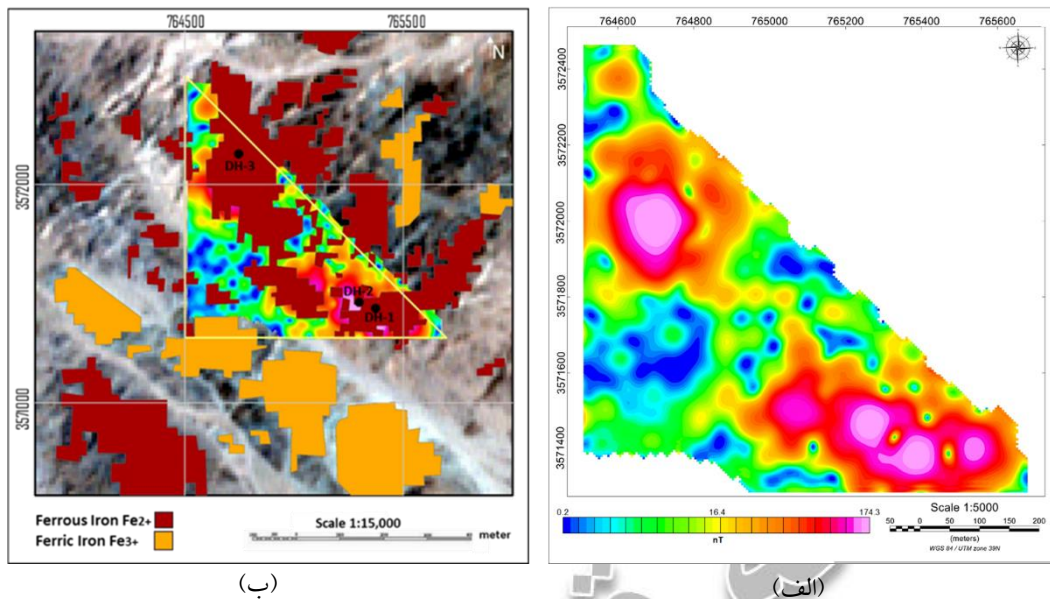 764500 765500
N
3572000
3571000
DH-3
DH-2
DH-1
Ferrous Iron Fe2+
Ferric Iron Fe3+
Scale 1:15,000
meter
(ب)
764600 764800 765000 765200 765400 765600
3572400
3572200
3572000
3571800
3571600
3571400
0.2 16.4 174.3
nT
Scale 1:5000
50 0 50 100 150 200
(meters)
WGS 84 / UTM zone 39N
(الف)